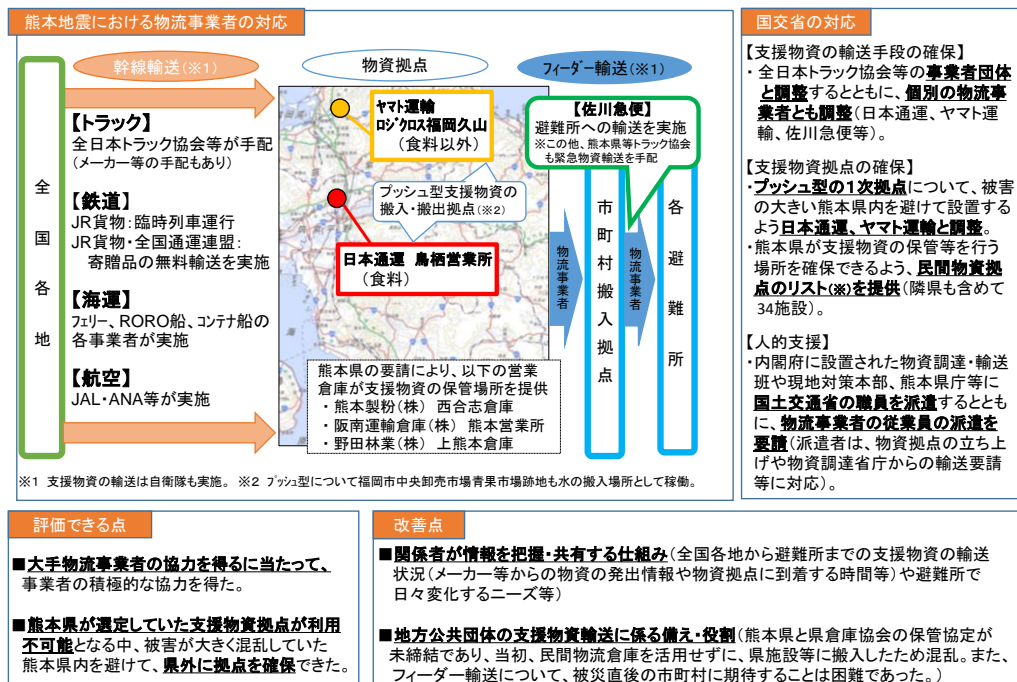 熊本地震における物流事業者の対応
幹線輸送(※1)
物資拠点
フィーダー輸送(※1)
全国各地
【トラック】
全日本トラック協会等が手配
(メーカー等の手配もあり)
【鉄道】
JR貨物:臨時列車運行
JR貨物・全国通運連盟:
寄贈品の無料輸送を実施
【海運】
フェリー、RORO船、コンテナ船の
各事業者が実施
【航空】
JAL・ANA等が実施
ヤマト運輸
ロジクロス福岡久山
(食料以外)
プッシュ型支援物資の
搬入・搬出拠点(※2)
日本通運 鳥栖営業所
(食料)
熊本県の要請により、以下の営業
倉庫が支援物資の保管場所を提供
・熊本製粉(株) 西合志倉庫
・阪南運輸倉庫(株) 熊本営業所
・野田林業(株) 上熊本倉庫
【佐川急便】
避難所への輸送を実施
※この他、熊本県等トラック協会
も緊急物資輸送を手配
物流事業者
市町村搬入拠点
物流事業者
各避難所
※1 支援物資の輸送は自衛隊も実施。 ※2 プッシュ型について福岡市中央卸売市場青果市場跡地も水の搬入場所として稼働。
国交省の対応
【支援物資の輸送手段の確保】
・全日本トラック協会等の事業者団体
と調整するとともに、個別の物流事
業者とも調整(日本通運、ヤマト運
輸、佐川急便等)。
【支援物資拠点の確保】
・プッシュ型の1次拠点について、被害
の大きい熊本県内を避けて設置する
よう日本通運、ヤマト運輸と調整。
・熊本県が支援物資の保管等を行う
場所を確保できるよう、民間物資拠
点のリスト(※)を提供(隣県も含めて
34施設)。
【人的支援】
・内閣府に設置された物資調達・輸送
班や現地対策本部、熊本県庁等に
国土交通省の職員を派遣するととも
に、物流事業者の従業員の派遣を
要請(派遣者は、物資拠点の立ち上
げや物資調達省庁からの輸送要請
等に対応)。
評価できる点
■大手物流事業者の協力を得るに当たって、
事業者の積極的な協力を得た。
■熊本県が選定していた支援物資拠点が利用
不可能となる中、被害が大きく混乱していた
熊本県内を避けて、県外に拠点を確保できた。
改善点
■関係者が情報を把握・共有する仕組み(全国各地から避難所までの支援物資の輸送
状況(メーカー等からの物資の発出情報や物資拠点に到着する時間等)や避難所で
日々変化するニーズ等)
■地方公共団体の支援物資輸送に係る備え・役割(熊本県と県倉庫協会の保管協定が
未締結であり、当初、民間物流倉庫を活用せずに、県施設等に搬入したため混乱。また、
フィーダー輸送について、被災直後の市町村に期待することは困難であった。)